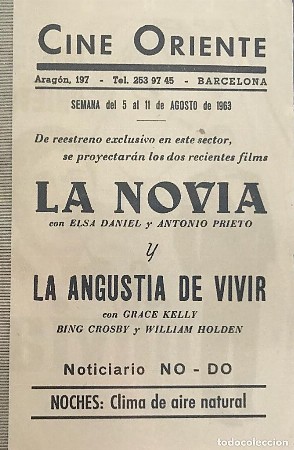 CINE ORIENTE
Aragón, 197 - Tel. 253 97 45 - BARCELONA
SEMANA del 5 al 11 de AGOSTO de 1963
De reestreno exclusivo en este sector,
se proyectarán los dos recientes films
LA NOVIA
con ELSA DANIEL y ANTONIO PRIETO
y
LA ANGUSTIA DE VIVIR
con GRACE KELLY
BING CROSBY y WILLIAM HOLDEN
Noticiario NO - DO
NOCHES: Clima de aire natural
todocoleccion